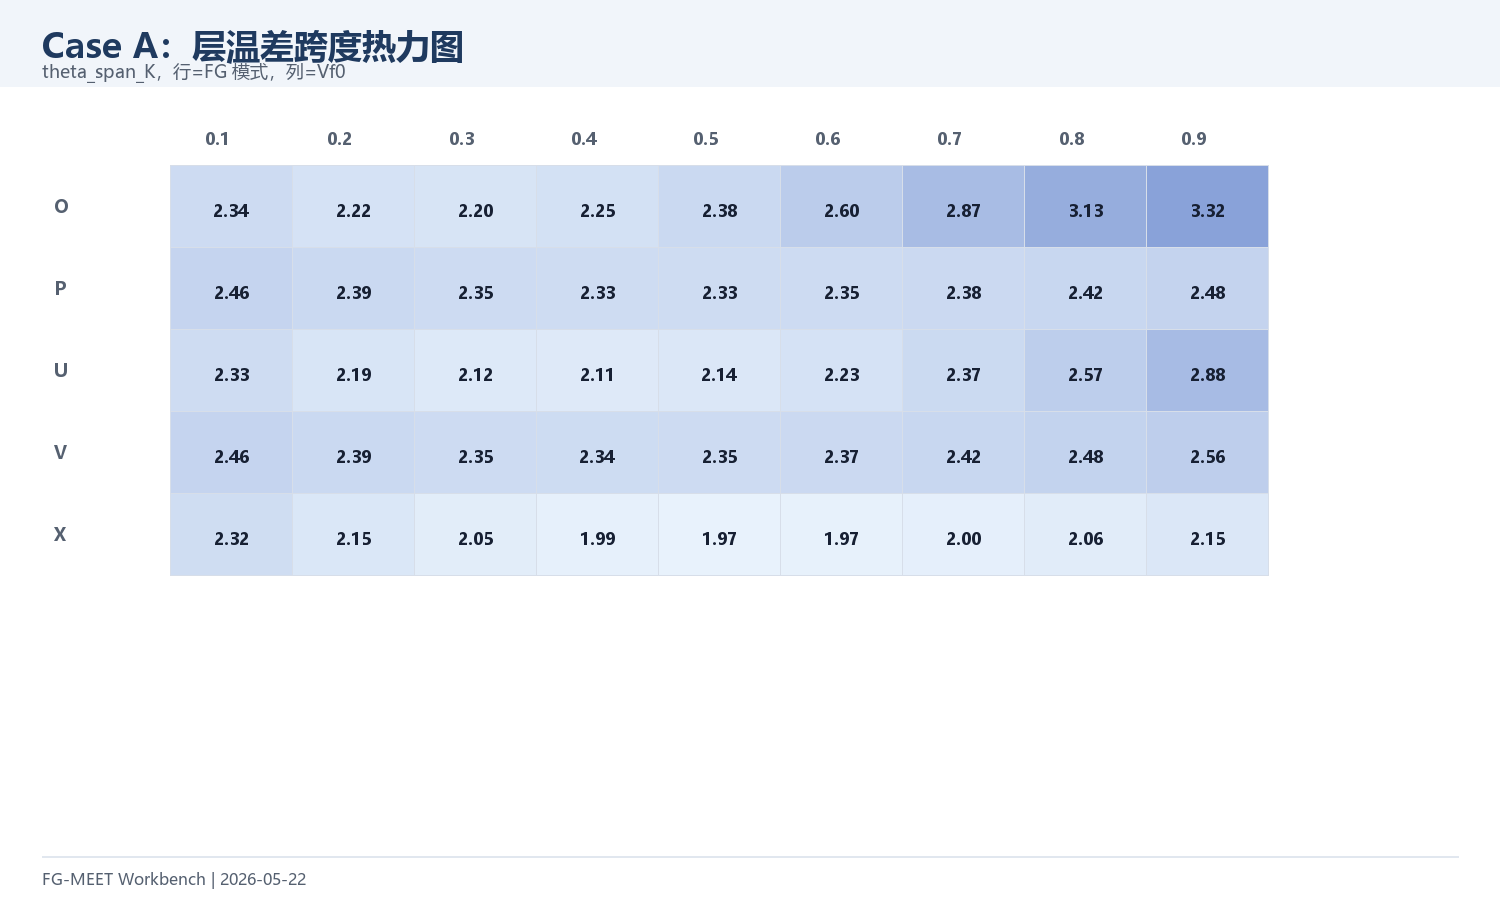 Case A：层温差跨度热力图
theta_span_K，行=FG 模式，列=Vf0
0.1 0.2 0.3 0.4 0.5 0.6 0.7 0.8 0.9
O 2.34 2.22 2.20 2.25 2.38 2.60 2.87 3.13 3.32
P 2.46 2.39 2.35 2.33 2.33 2.35 2.38 2.42 2.48
U 2.33 2.19 2.12 2.11 2.14 2.23 2.37 2.57 2.88
V 2.46 2.39 2.35 2.34 2.35 2.37 2.42 2.48 2.56
X 2.32 2.15 2.05 1.99 1.97 1.97 2.00 2.06 2.15
FG-MEET Workbench | 2026-05-22